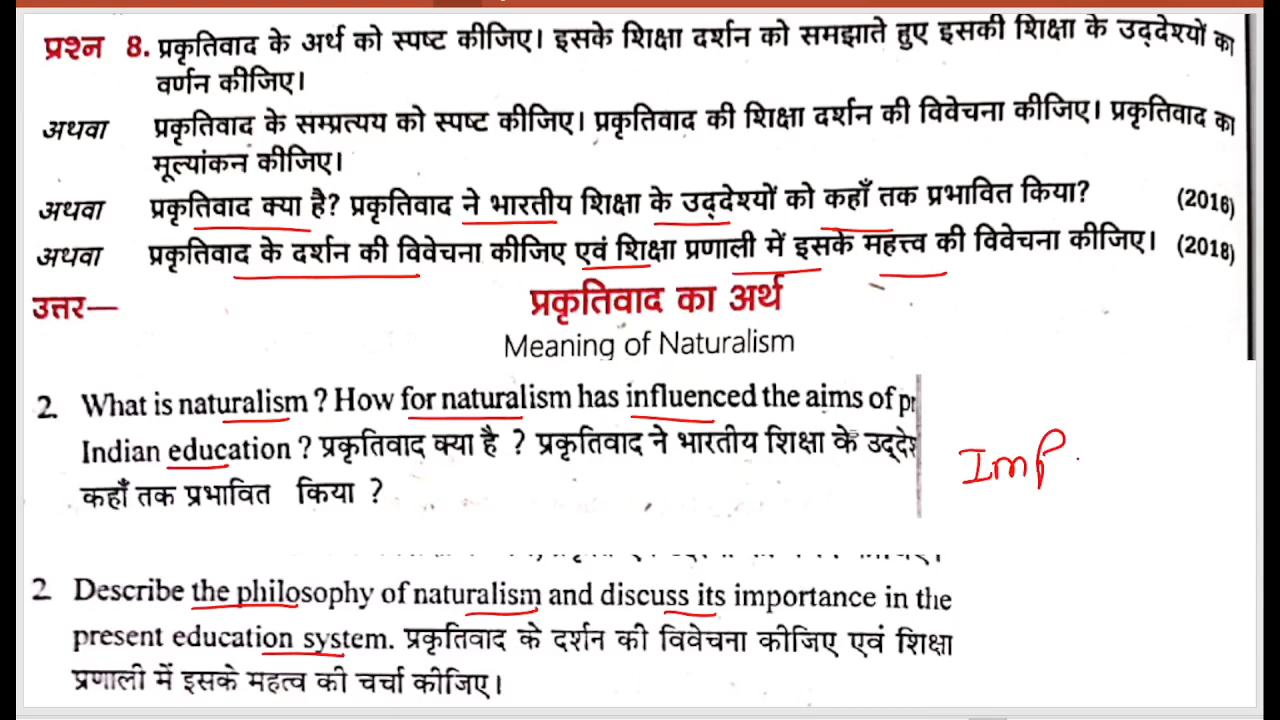 प्रश्न 8. प्रकृतिवाद के अर्थ को स्पष्ट कीजिए। इसके शिक्षा दर्शन को समझाते हुए इसकी शिक्षा के उद्देश्यों का
वर्णन कीजिए।
अथवा प्रकृतिवाद के सम्प्रत्यय को स्पष्ट कीजिए। प्रकृतिवाद की शिक्षा दर्शन की विवेचना कीजिए। प्रकृतिवाद का
मूल्यांकन कीजिए।
अथवा प्रकृतिवाद क्या है? प्रकृतिवाद ने भारतीय शिक्षा के उद्देश्यों को कहाँ तक प्रभावित किया? (2016)
अथवा प्रकृतिवाद के दर्शन की विवेचना कीजिए एवं शिक्षा प्रणाली में इसके महत्त्व की विवेचना कीजिए। (2018)
उत्तर— प्रकृतिवाद का अर्थ
Meaning of Naturalism
2. What is naturalism ? How for naturalism has influenced the aims of
Indian education ? प्रकृतिवाद क्या है ? प्रकृतिवाद ने भारतीय शिक्षा के
कहाँ तक प्रभावित किया ?
Imp
2 Describe the philosophy of naturalism and discuss its importance in the
present education system. प्रकृतिवाद के दर्शन की विवेचना कीजिए एवं शिक्षा
प्रणाली में इसके महत्व की चर्चा कीजिए।